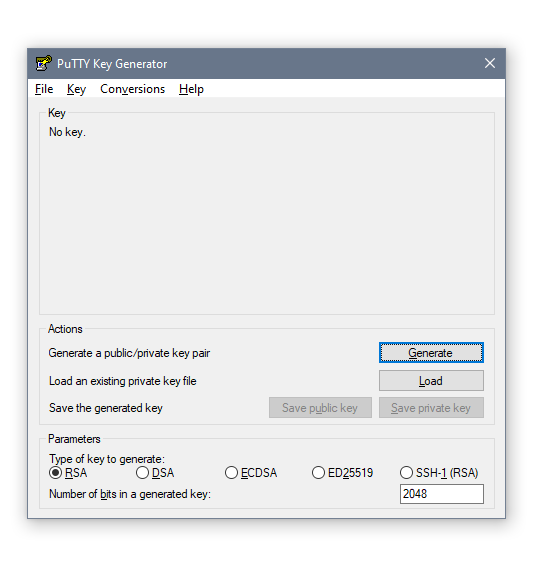 PuTTY Key Generator
File Key Conversions Help
Key
No key.
Actions
Generate a public/private key pair Generate
Load an existing private key file Load
Save the generated key Save public key Save private key
Parameters
Type of key to generate:
RSA DSA ECDSA ED25519 SSH-1 (RSA)
Number of bits in a generated key: 2048